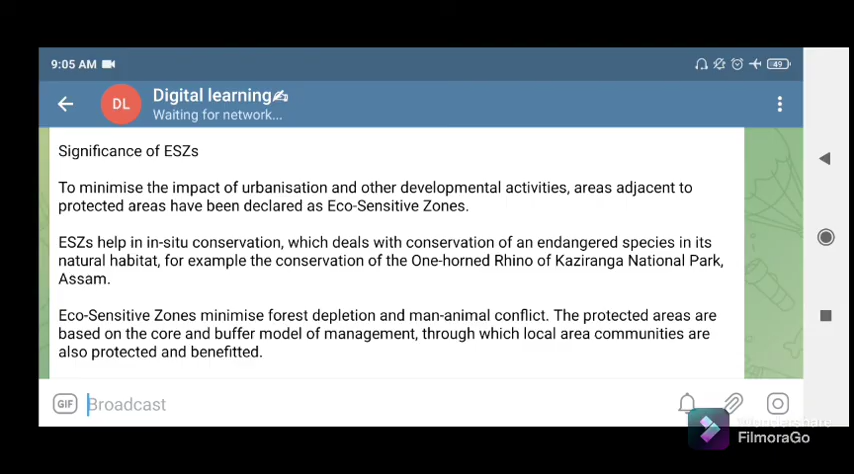 9:05 AM
49
DL
Digital learning✍
Waiting for network...
Significance of ESZs
To minimise the impact of urbanisation and other developmental activities, areas adjacent to
protected areas have been declared as Eco-Sensitive Zones.
ESZs help in in-situ conservation, which deals with conservation of an endangered species in its
natural habitat, for example the conservation of the One-horned Rhino of Kaziranga National Park,
Assam.
Eco-Sensitive Zones minimise forest depletion and man-animal conflict. The protected areas are
based on the core and buffer model of management, through which local area communities are
also protected and benefitted.
GIF
Broadcast
FilmoraGo